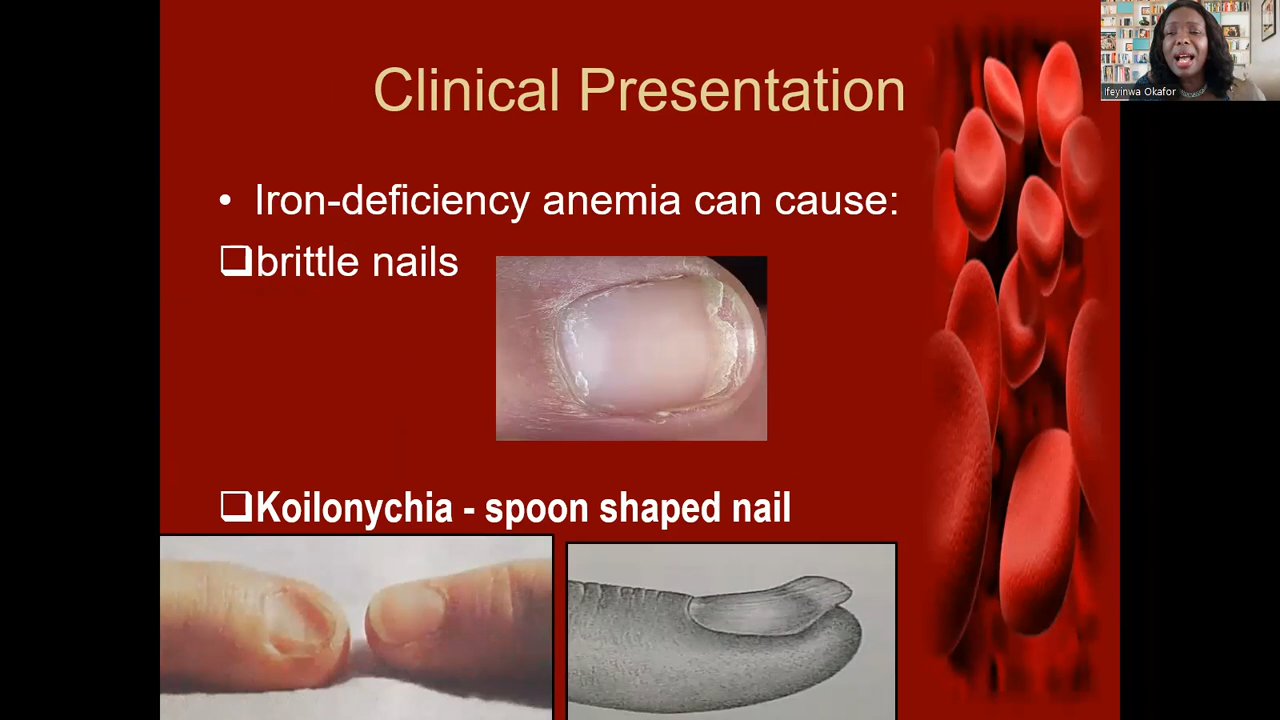 Clinical Presentation
Ifeyinwa Okafor
• Iron-deficiency anemia can cause:
❑brittle nails
❑Koilonychia - spoon shaped nail